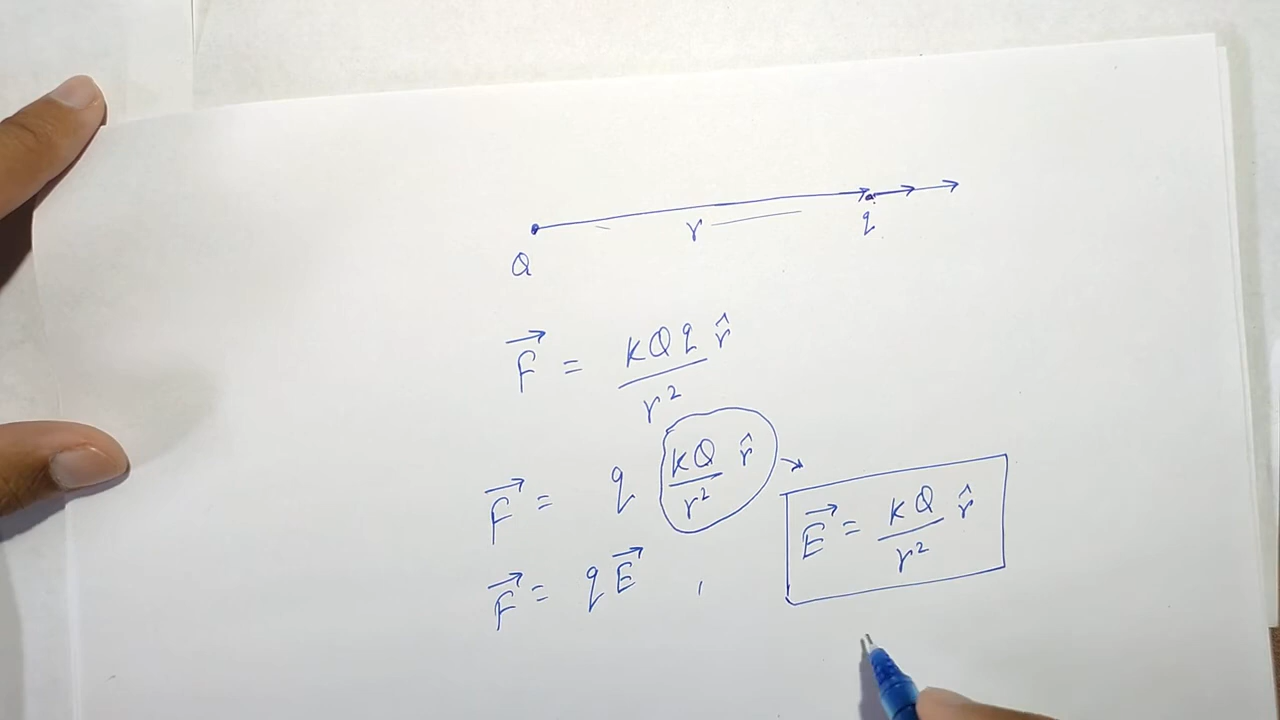 Q r q
F⃗ = kQq r̂ / r²
F⃗ = q kQ/r² r̂ →
E⃗ = kQ/r² r̂
F⃗ = qE⃗ ,